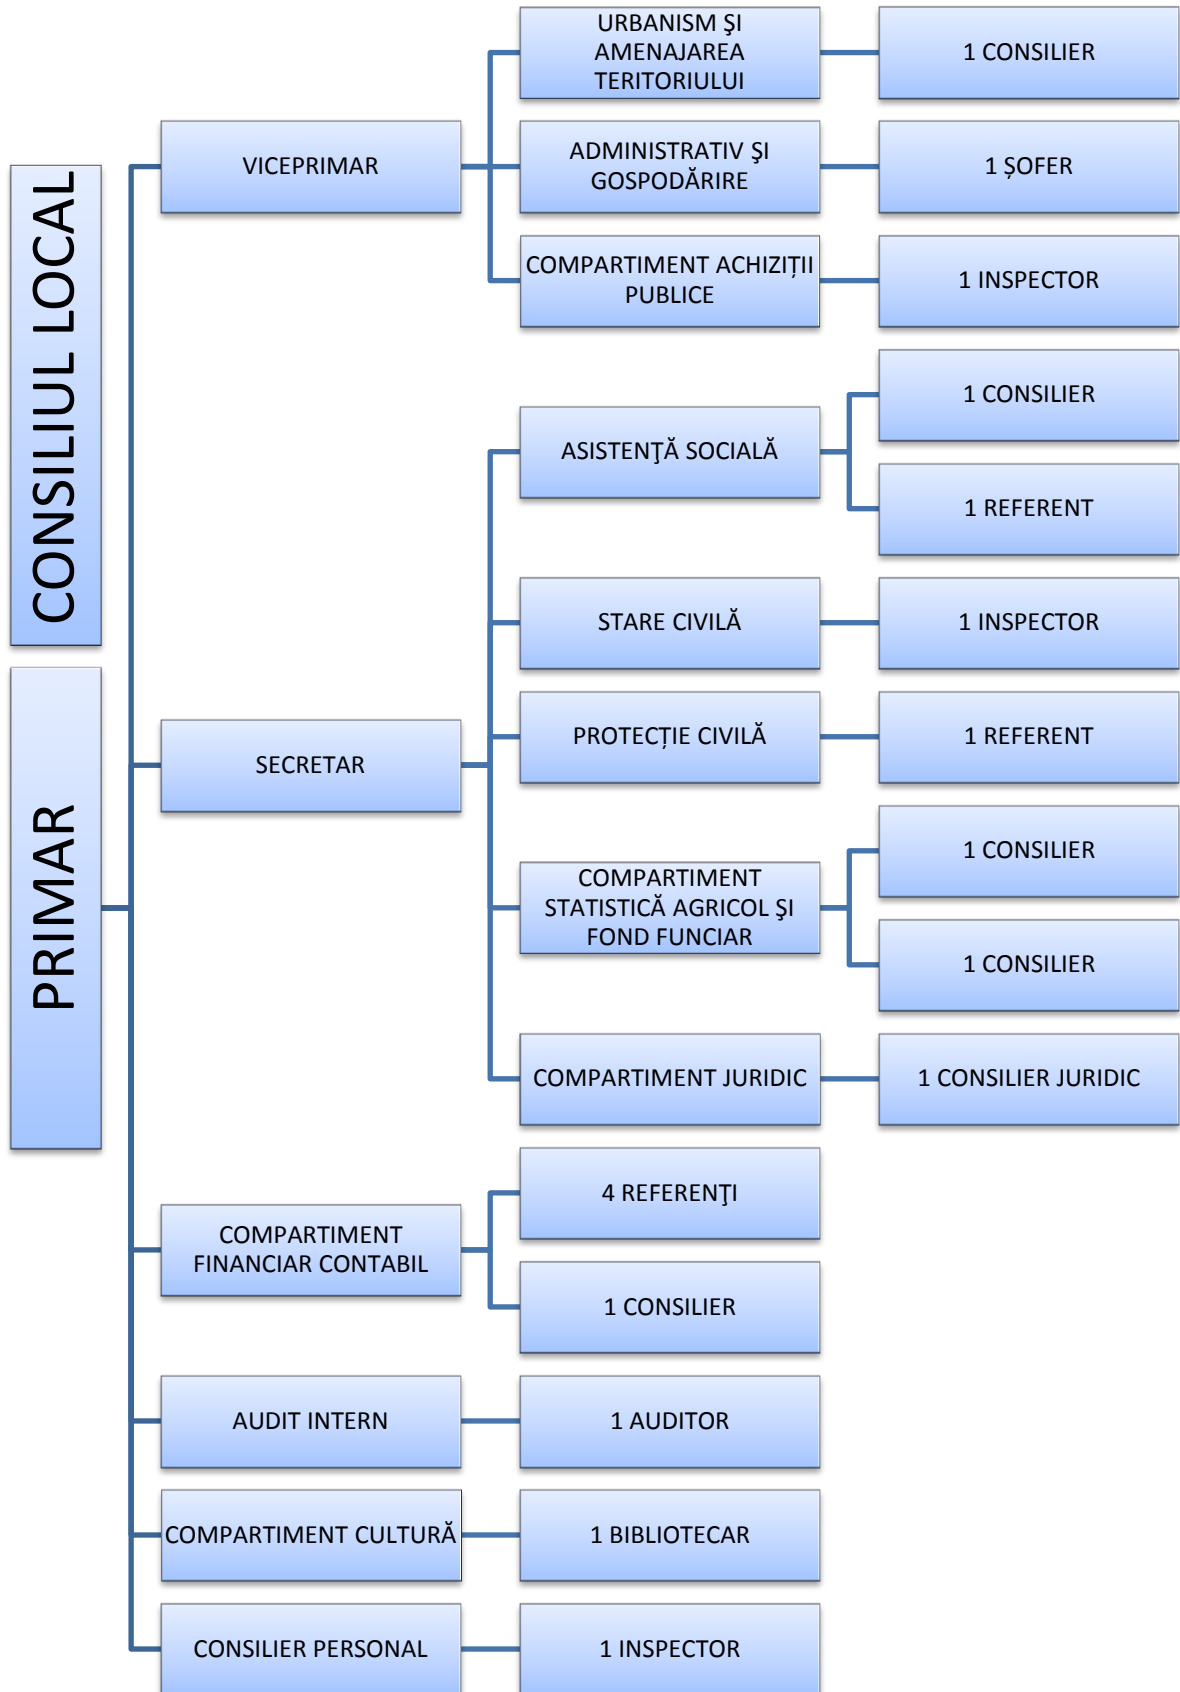 CONSILIUL LOCAL
PRIMAR
VICEPRIMAR
URBANISM ŞI
AMENAJAREA
TERITORIULUI
1 CONSILIER
ADMINISTRATIV ŞI
GOSPODĂRIRE
1 ȘOFER
COMPARTIMENT ACHIZIȚII
PUBLICE
1 INSPECTOR
SECRETAR
ASISTENŢĂ SOCIALĂ
1 CONSILIER
1 REFERENT
STARE CIVILĂ
1 INSPECTOR
PROTECȚIE CIVILĂ
1 REFERENT
COMPARTIMENT
STATISTICĂ AGRICOL ŞI
FOND FUNCIAR
1 CONSILIER
1 CONSILIER
COMPARTIMENT JURIDIC
1 CONSILIER JURIDIC
COMPARTIMENT
FINANCIAR CONTABIL
4 REFERENŢI
1 CONSILIER
AUDIT INTERN
1 AUDITOR
COMPARTIMENT CULTURĂ
1 BIBLIOTECAR
CONSILIER PERSONAL
1 INSPECTOR